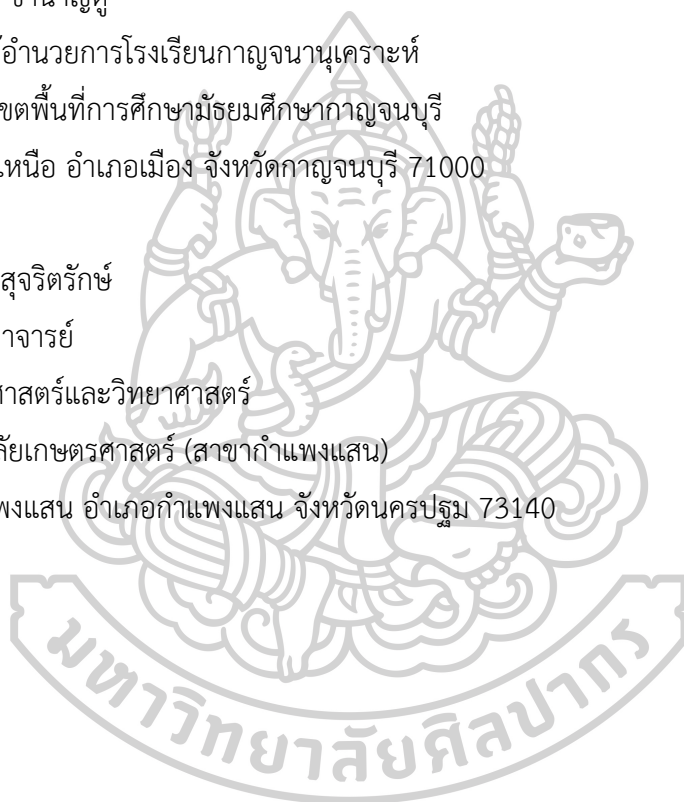 ชำนาญดู
อำนวยการโรงเรียนกาญจนานุเคราะห์
ขตพื้นที่การศึกษามัธยมศึกษากาญจนบุรี
เหนือ อำเภอเมือง จังหวัดกาญจนบุรี 71000
สุจริตรักษ์
าจารย์
ศาสตร์และวิทยาศาสตร์
ลัยเกษตรศาสตร์ (สาขากำแพงแสน)
พงแสน อำเภอกำแพงแสน จังหวัดนครปฐม 73140
มหาวิทยาลัยศิลปากร